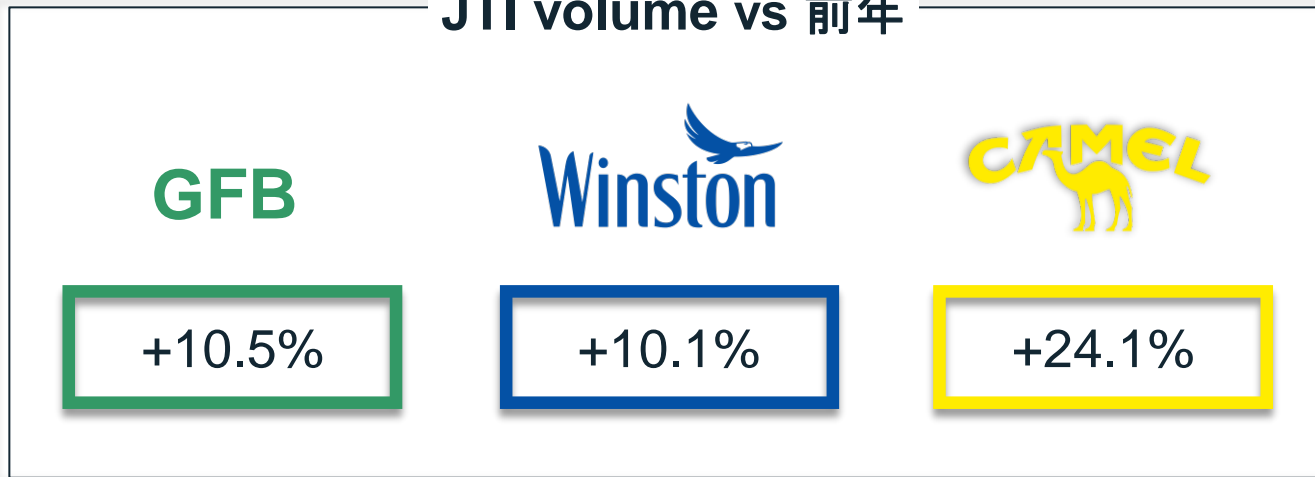 JTI volume vs 前年
GFB
Winston
CAMEL
+10.5%
+10.1%
+24.1%